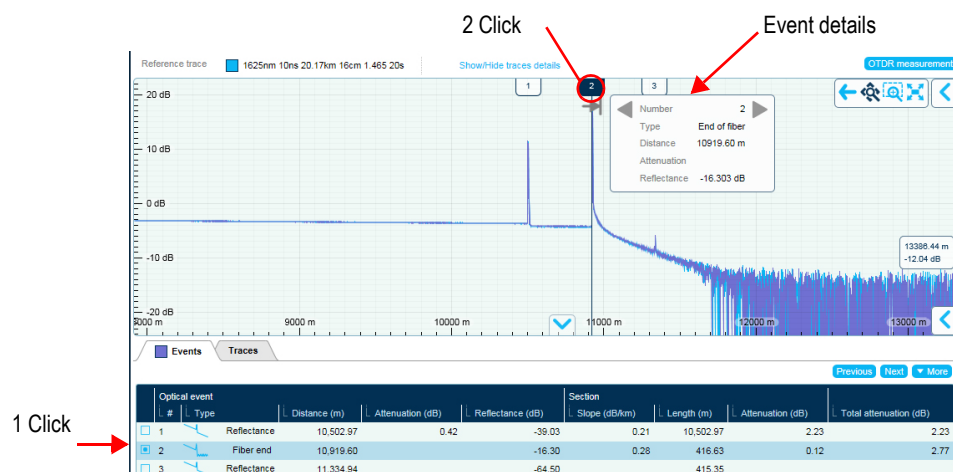 2 Click
Event details
Reference trace 1625nm 10ns 20.17km 16cm 1.465 20s Show/Hide traces details OTDR measurement
1 2 3
20 dB
10 dB
0 dB
-10 dB
-20 dB
Number 2
Type End of fiber
Distance 10919.60 m
Attenuation
Reflectance -16.303 dB
13386.44 m
-12.04 dB
9000 m 10000 m 11000 m 12000 m 13000 m
Events Traces
Previous Next More
Optical event Section
# Type Distance (m) Attenuation (dB) Reflectance (dB) Slope (dB/km) Length (m) Attenuation (dB) Total attenuation (dB)
1 Reflectance 10,502.97 0.42 -39.03 0.21 10,502.97 2.23 2.23
1 Click
2 Fiber end 10,919.60 -16.30 0.28 416.63 0.12 2.77
3 Reflectance 11,334.94 -64.50 415.35